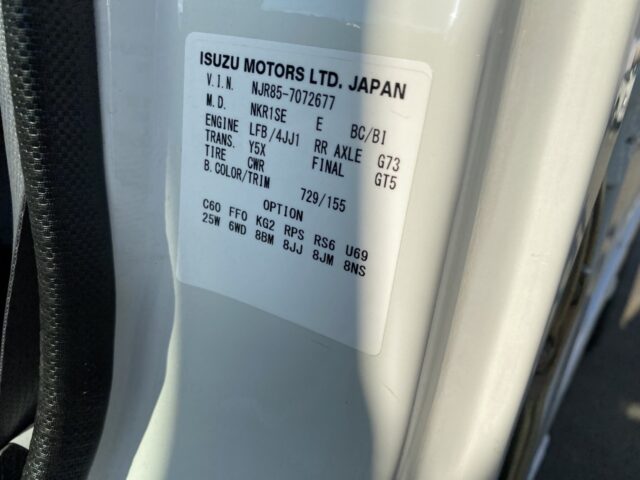 ISUZU MOTORS LTD. JAPAN
V.I.N. NJR85-7072677
M.D. NKR1SE E BC/BI
ENGINE LFB/4JJ1 RR AXLE G73
TRANS. Y5X FINAL GT5
TIRE CWR
B.COLOR/TRIM 729/155
OPTION
C60 FF0 KG2 RPS RS6 U69
25W 6WD 8BM 8JJ 8JM 8NS